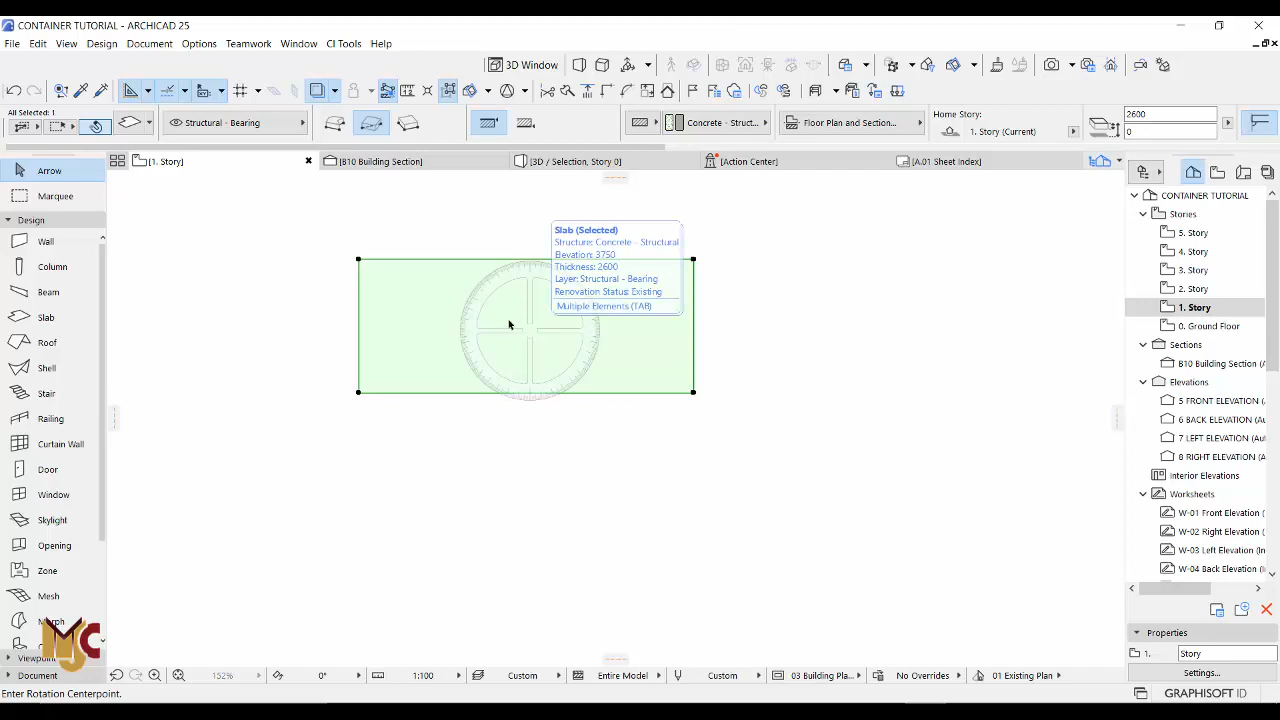 CONTAINER TUTORIAL - ARCHICAD 25
File Edit View Design Document Options Teamwork Window CI Tools Help
3D Window
All Selected: 1
Structural - Bearing
Concrete - Struct...
Floor Plan and Section...
Home Story:
1. Story (Current)
2600
0
[1. Story]
[B10 Building Section]
[3D / Selection, Story 0]
[Action Center]
[A.01 Sheet Index]
Arrow
Marquee
Design
Wall
Column
Beam
Slab
Roof
Shell
Stair
Railing
Curtain Wall
Door
Window
Skylight
Opening
Zone
Mesh
Morph
MJC
Viewpoint
Document
Slab (Selected)
Structure: Concrete - Structural
Elevation: 3750
Thickness: 2600
Layer: Structural - Bearing
Renovation Status: Existing
Multiple Elements (TAB)
CONTAINER TUTORIAL
Stories
5. Story
4. Story
3. Story
2. Story
1. Story
0. Ground Floor
Sections
B10 Building Section (
Elevations
5 FRONT ELEVATION (A
6 BACK ELEVATION (Au
7 LEFT ELEVATION (Aut
8 RIGHT ELEVATION (A
Interior Elevations
Worksheets
W-01 Front Elevation (
W-02 Right Elevation (I
W-03 Left Elevation (In
W-04 Back Elevation (I
Properties
1. Story
Settings...
152% 0° 1:100 Custom Entire Model Custom 03 Building Pla... No Overrides 01 Existing Plan
Enter Rotation Centerpoint.
GRAPHISOFT ID